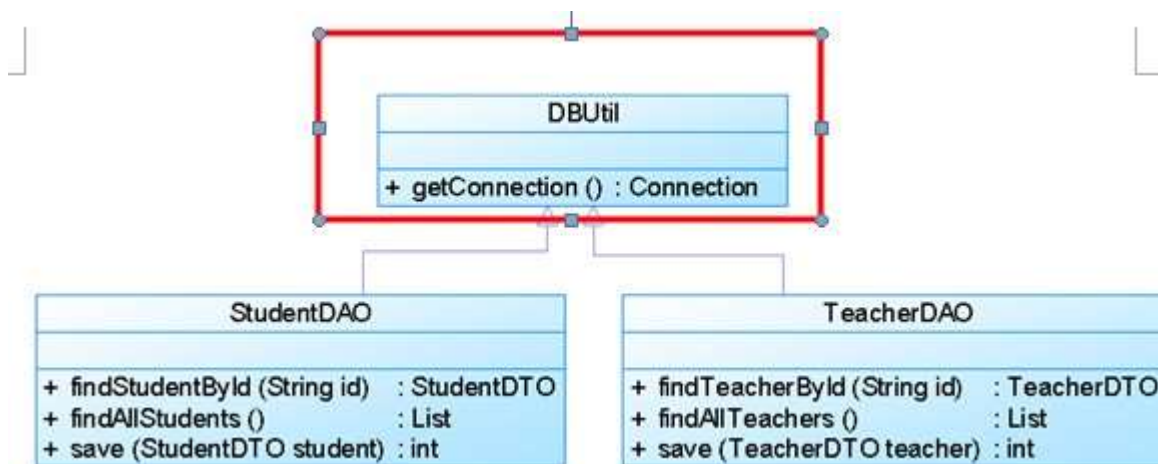 DBUtil
+ getConnection () : Connection
StudentDAO
+ findStudentById (String id) : StudentDTO
+ findAllStudents () : List
+ save (StudentDTO student) : int
TeacherDAO
+ findTeacherById (String id) : TeacherDTO
+ findAllTeachers () : List
+ save (TeacherDTO teacher) : int